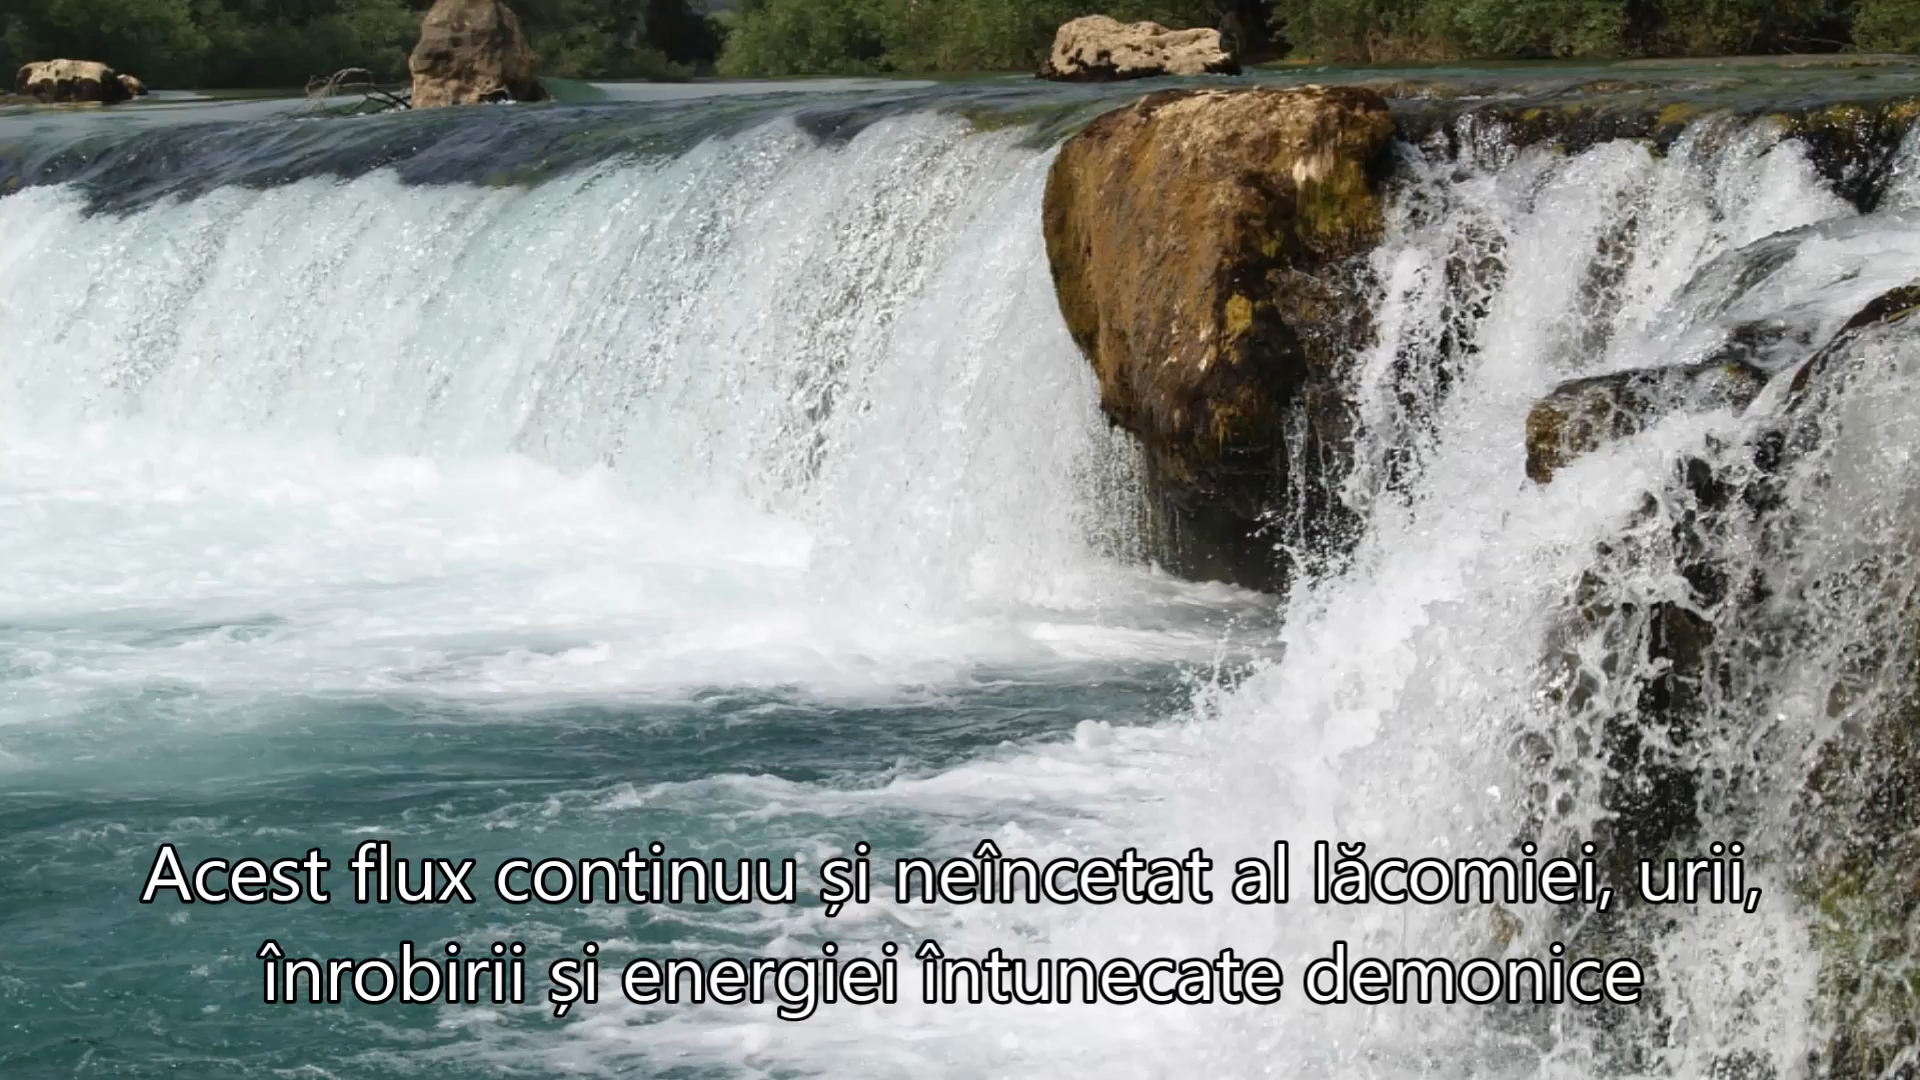 Acest flux continuu și neîncetat al lăcomiei, urii,
înrobirii și energiei întunecate demonice